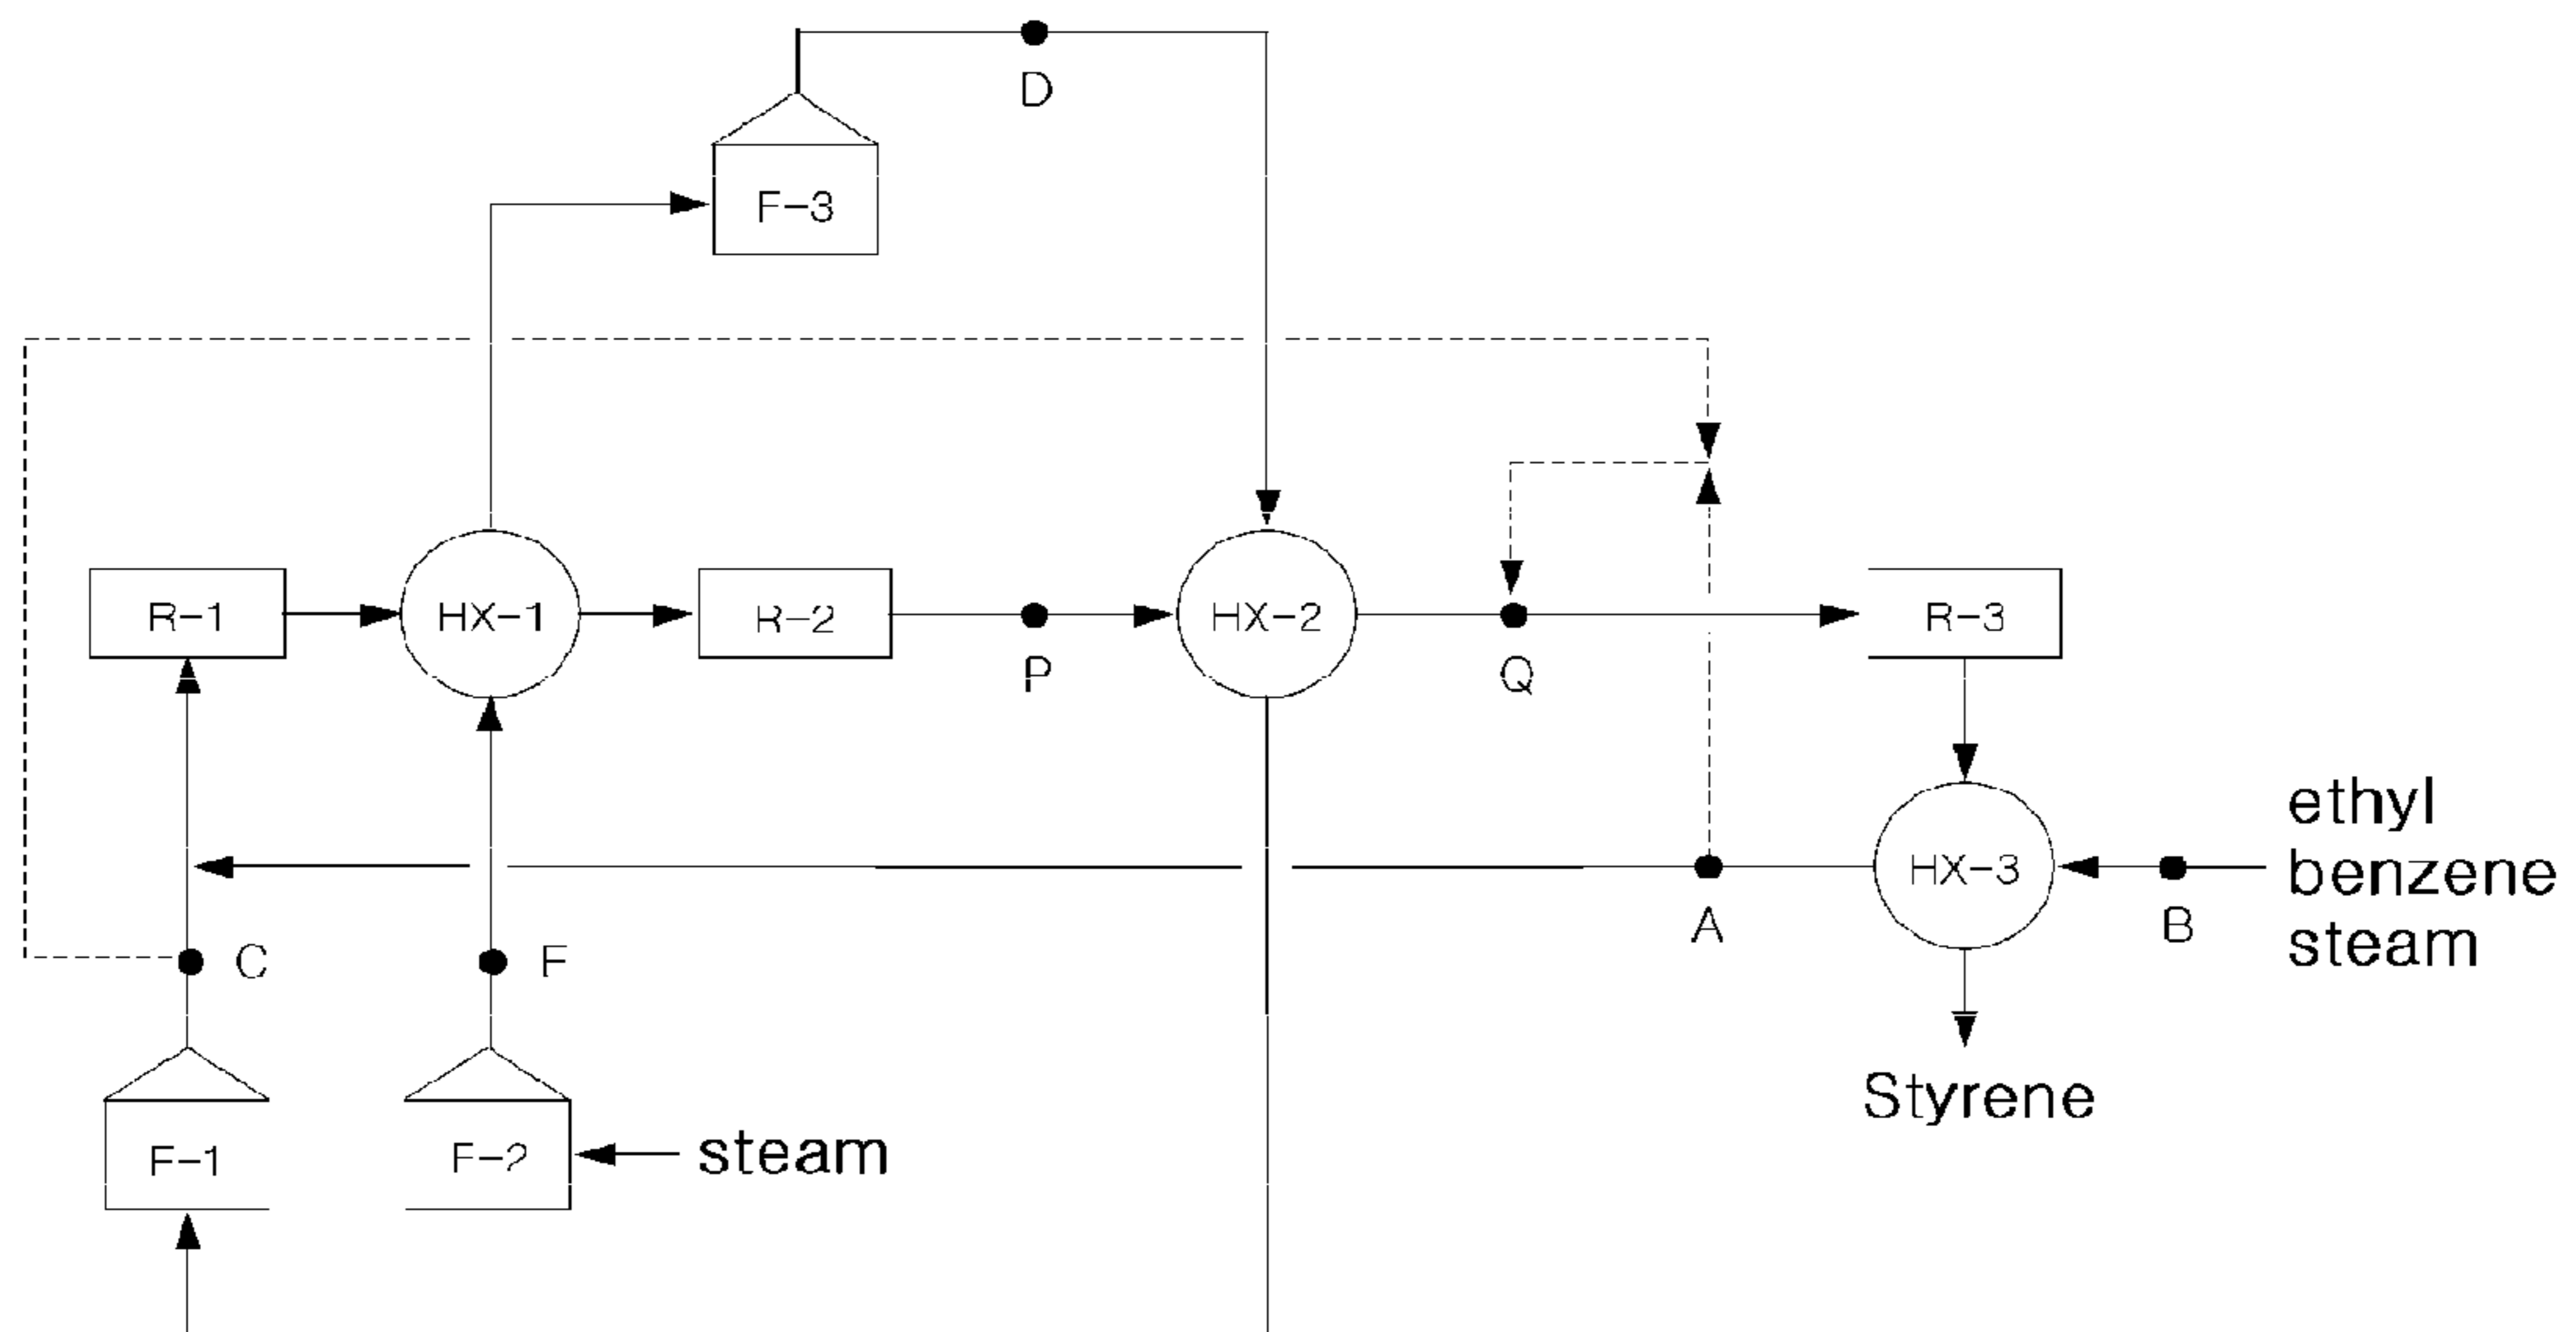 D
F-3
R-1
HX-1
R-2
HX-2
R-3
P
Q
ethyl
benzene
steam
HX-3
A
B
C
F
Styrene
F-1
F-2
steam